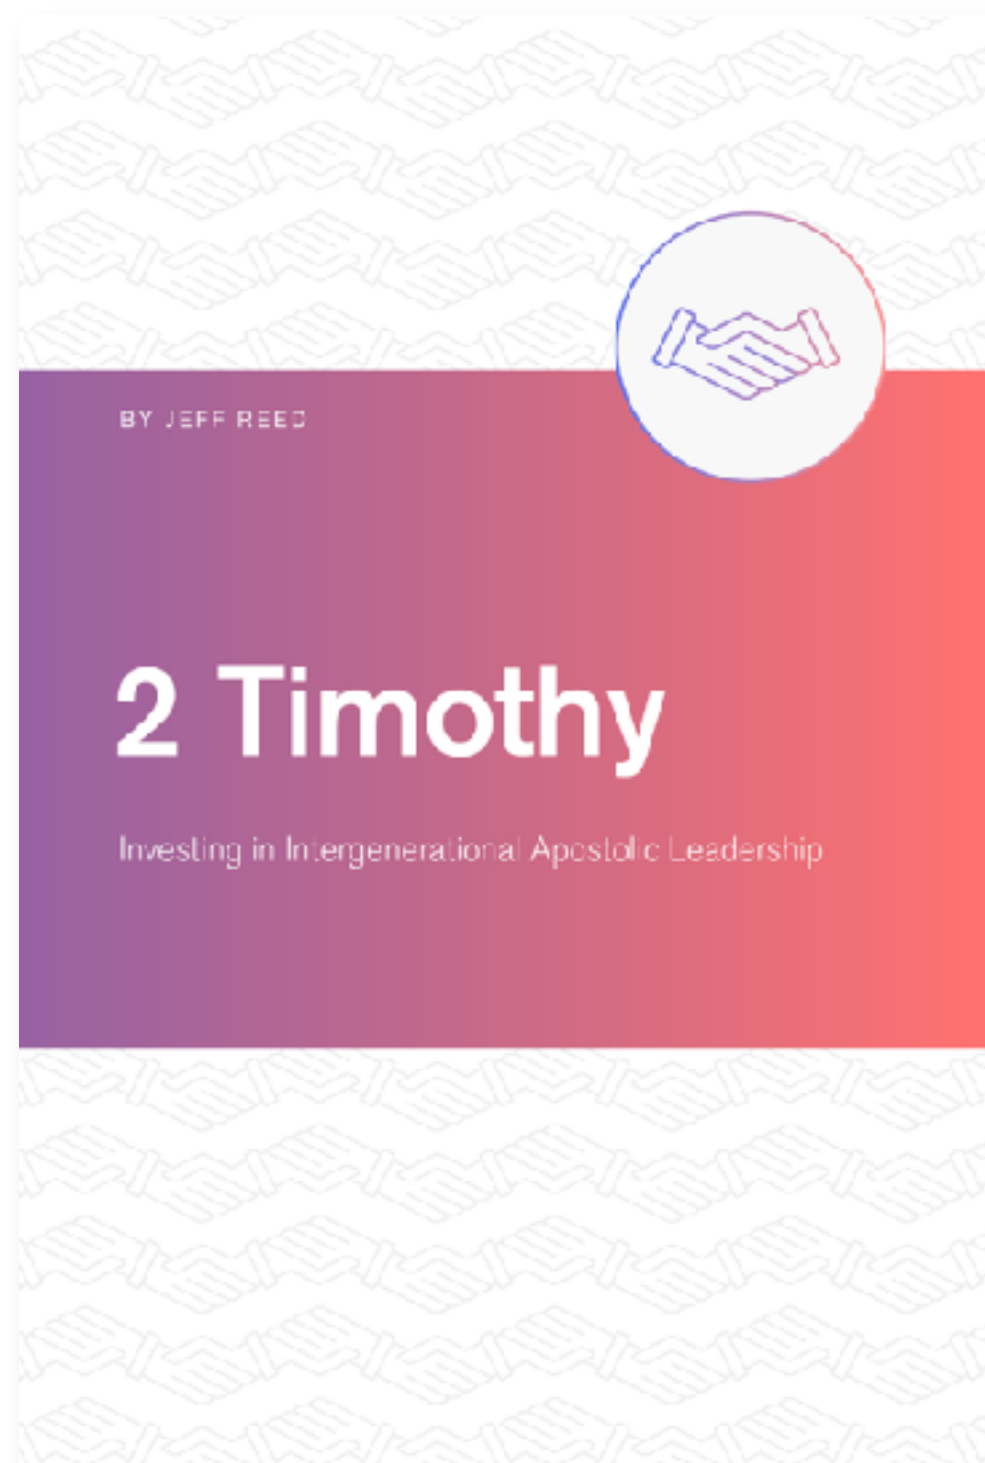 BY JEFF REED
2 Timothy
Investing in Intergenerational Apostolic Leadership